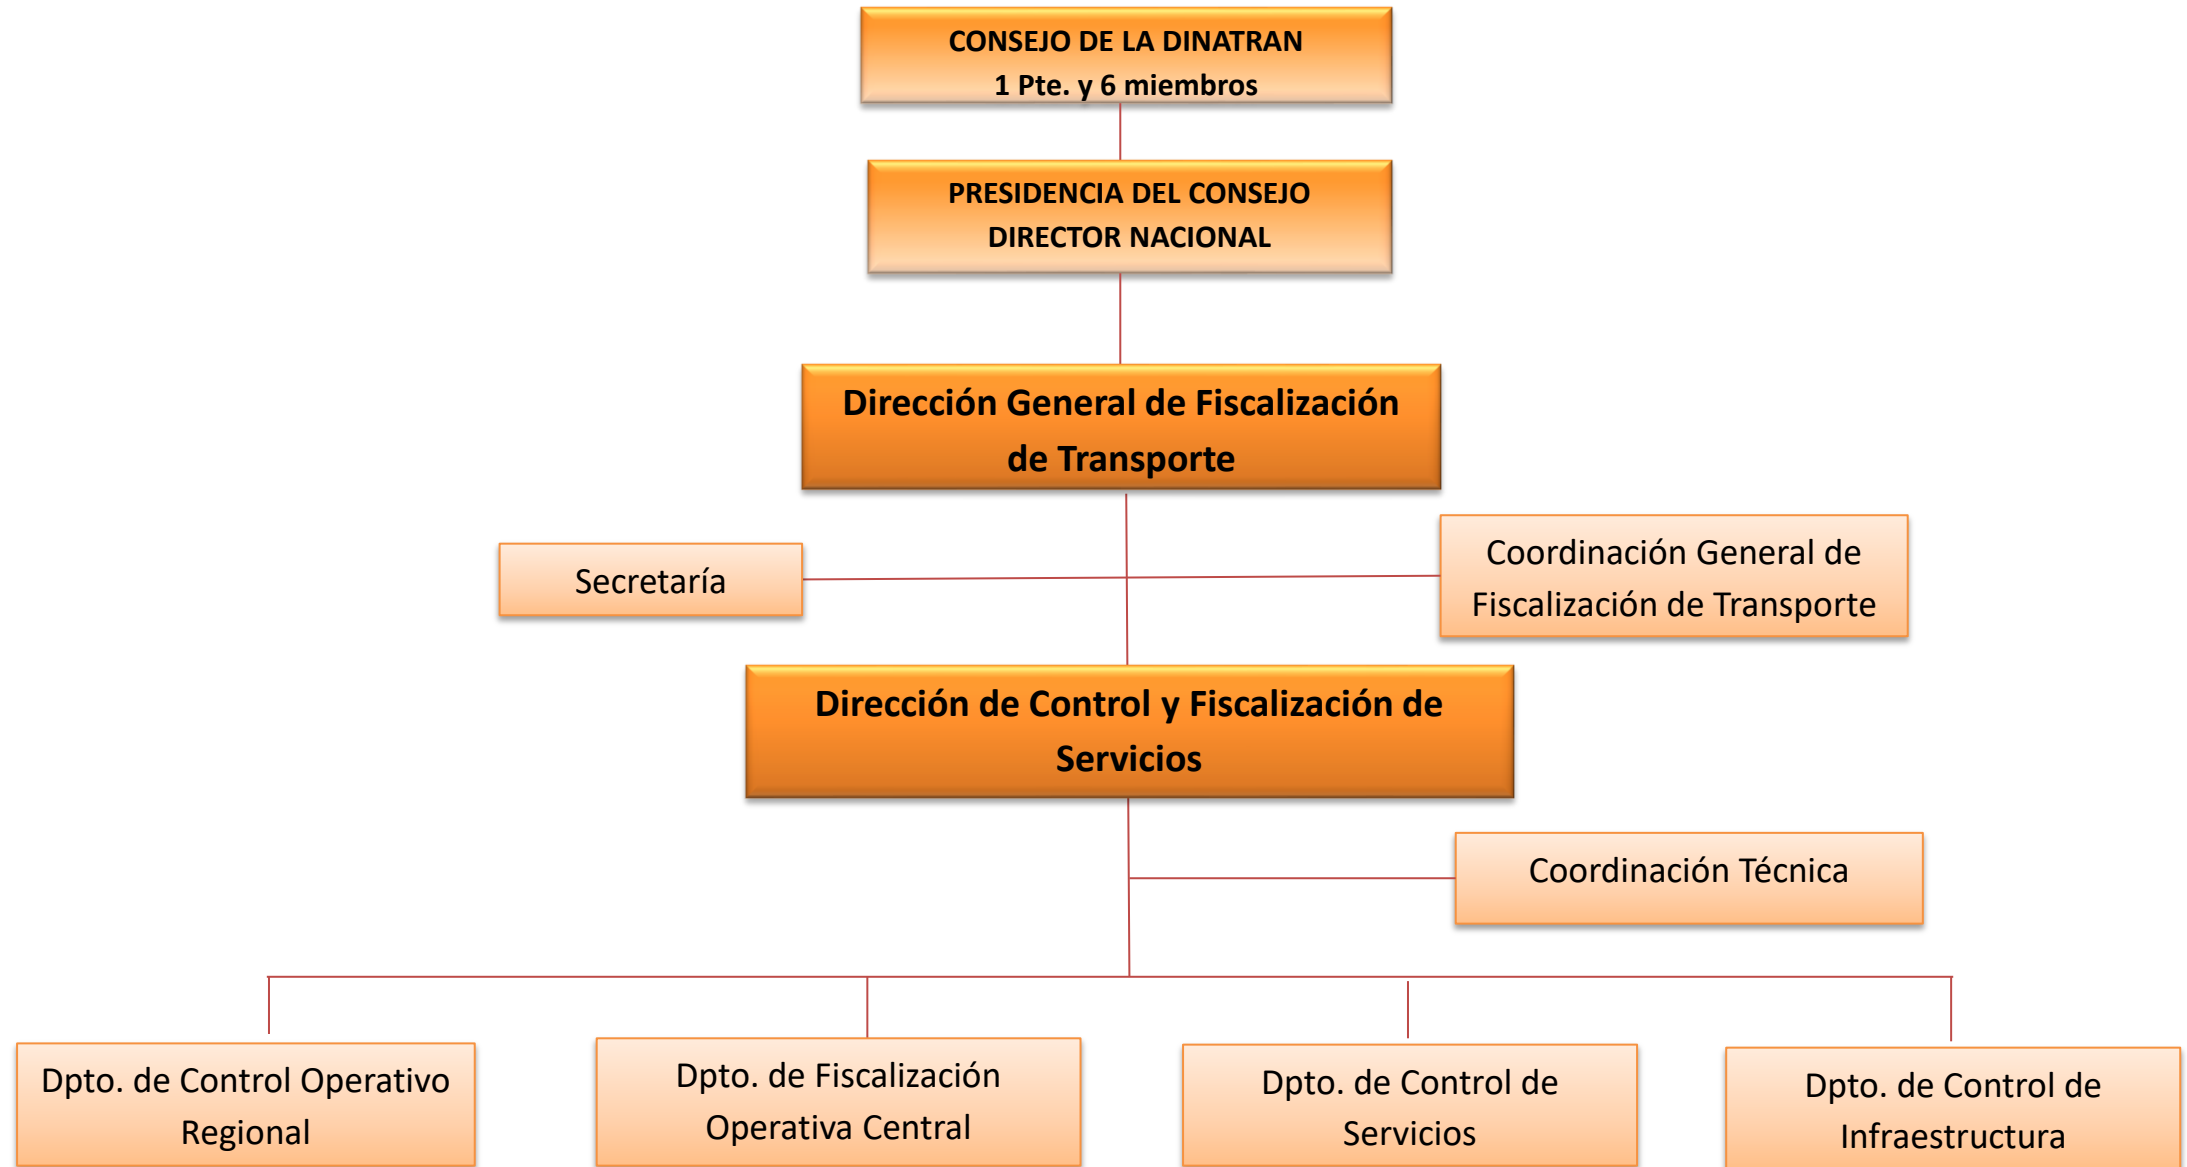 CONSEJO DE LA DINATRAN
1 Pte. y 6 miembros
PRESIDENCIA DEL CONSEJO
DIRECTOR NACIONAL
Dirección General de Fiscalización
de Transporte
Secretaría
Coordinación General de
Fiscalización de Transporte
Dirección de Control y Fiscalización de
Servicios
Coordinación Técnica
Dpto. de Control Operativo
Regional
Dpto. de Fiscalización
Operativa Central
Dpto. de Control de
Servicios
Dpto. de Control de
Infraestructura